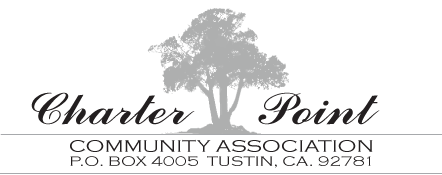 Charter Point
COMMUNITY ASSOCIATION
P.O. BOX 4005 TUSTIN, CA. 92781